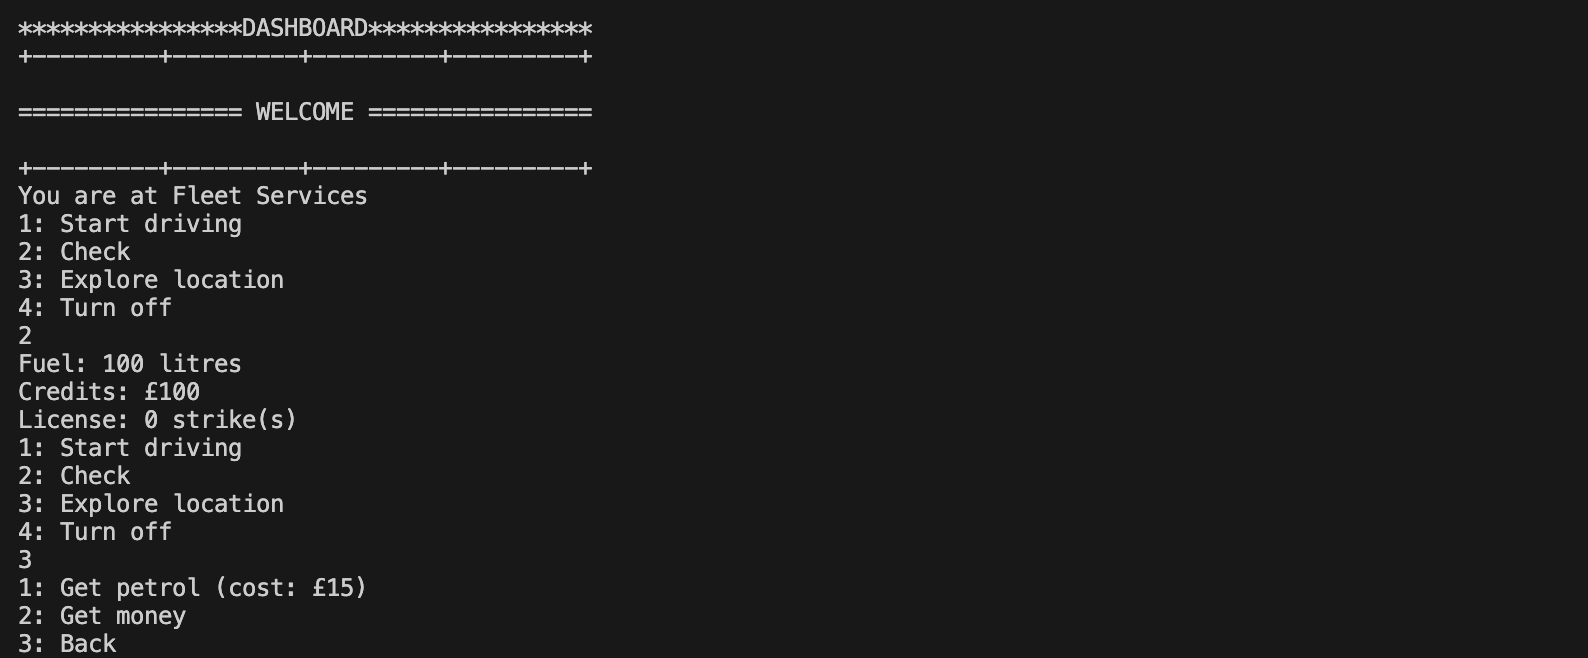 ****************DASHBOARD****************
+---------+---------+---------+---------+

================ WELCOME ================

+---------+---------+---------+---------+
You are at Fleet Services
1: Start driving
2: Check
3: Explore location
4: Turn off
2
Fuel: 100 litres
Credits: £100
License: 0 strike(s)
1: Start driving
2: Check
3: Explore location
4: Turn off
3
1: Get petrol (cost: £15)
2: Get money
3: Back